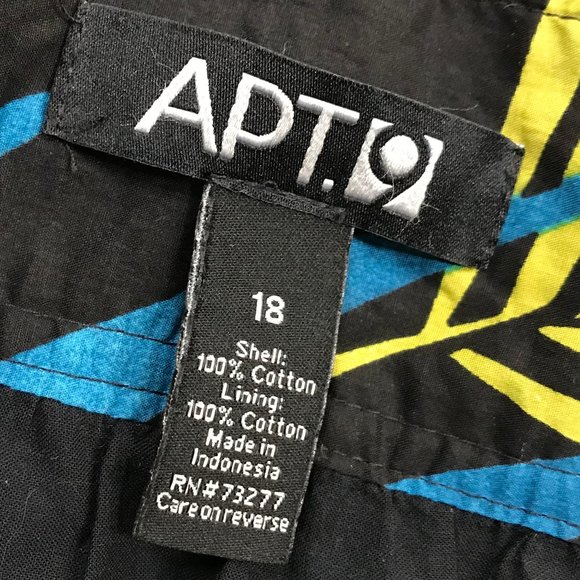 APT.9
18
Shell:
100% Cotton
Lining:
100% Cotton
Made in
Indonesia
RN#73277
Care on reverse